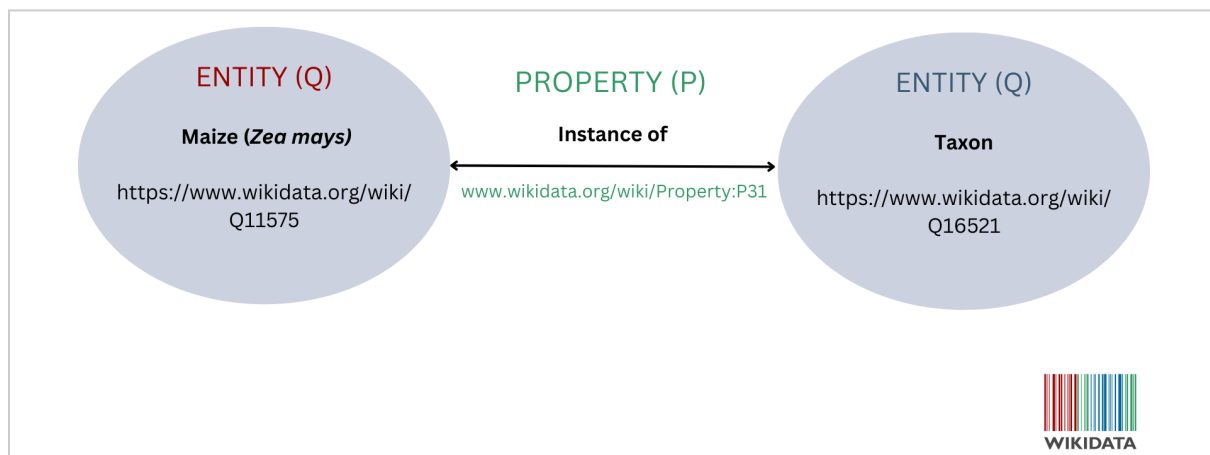 ENTITY (Q)
Maize (Zea mays)
https://www.wikidata.org/wiki/
Q11575
PROPERTY (P)
Instance of
www.wikidata.org/wiki/Property:P31
ENTITY (Q)
Taxon
https://www.wikidata.org/wiki/
Q16521
WIKIDATA